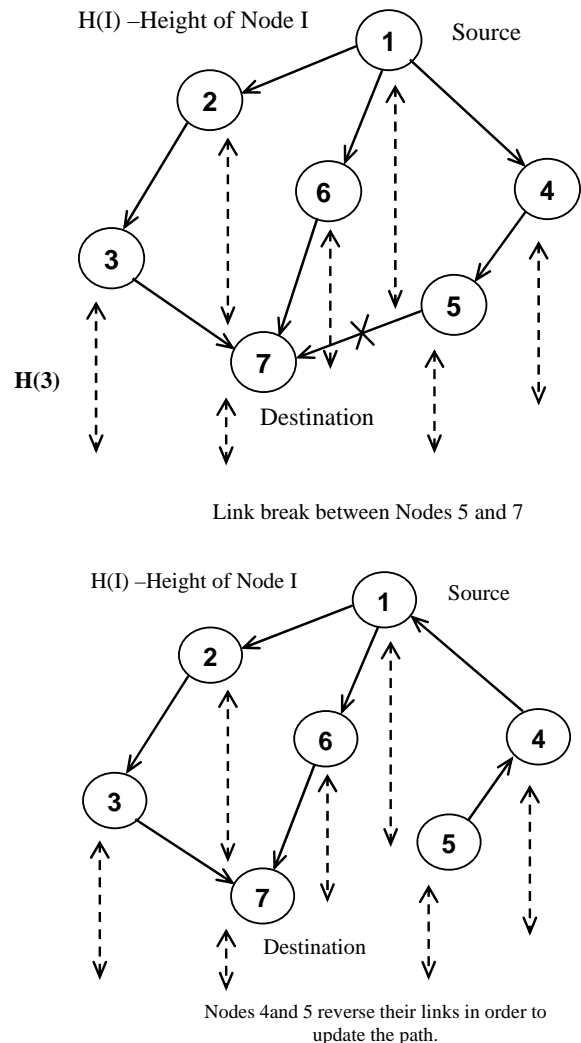 H(I) –Height of Node I
1
Source
2
6
4
3
5
7
H(3)
Destination
Link break between Nodes 5 and 7
H(I) –Height of Node I
1
Source
2
6
4
3
5
7
Destination
Nodes 4and 5 reverse their links in order to
update the path.